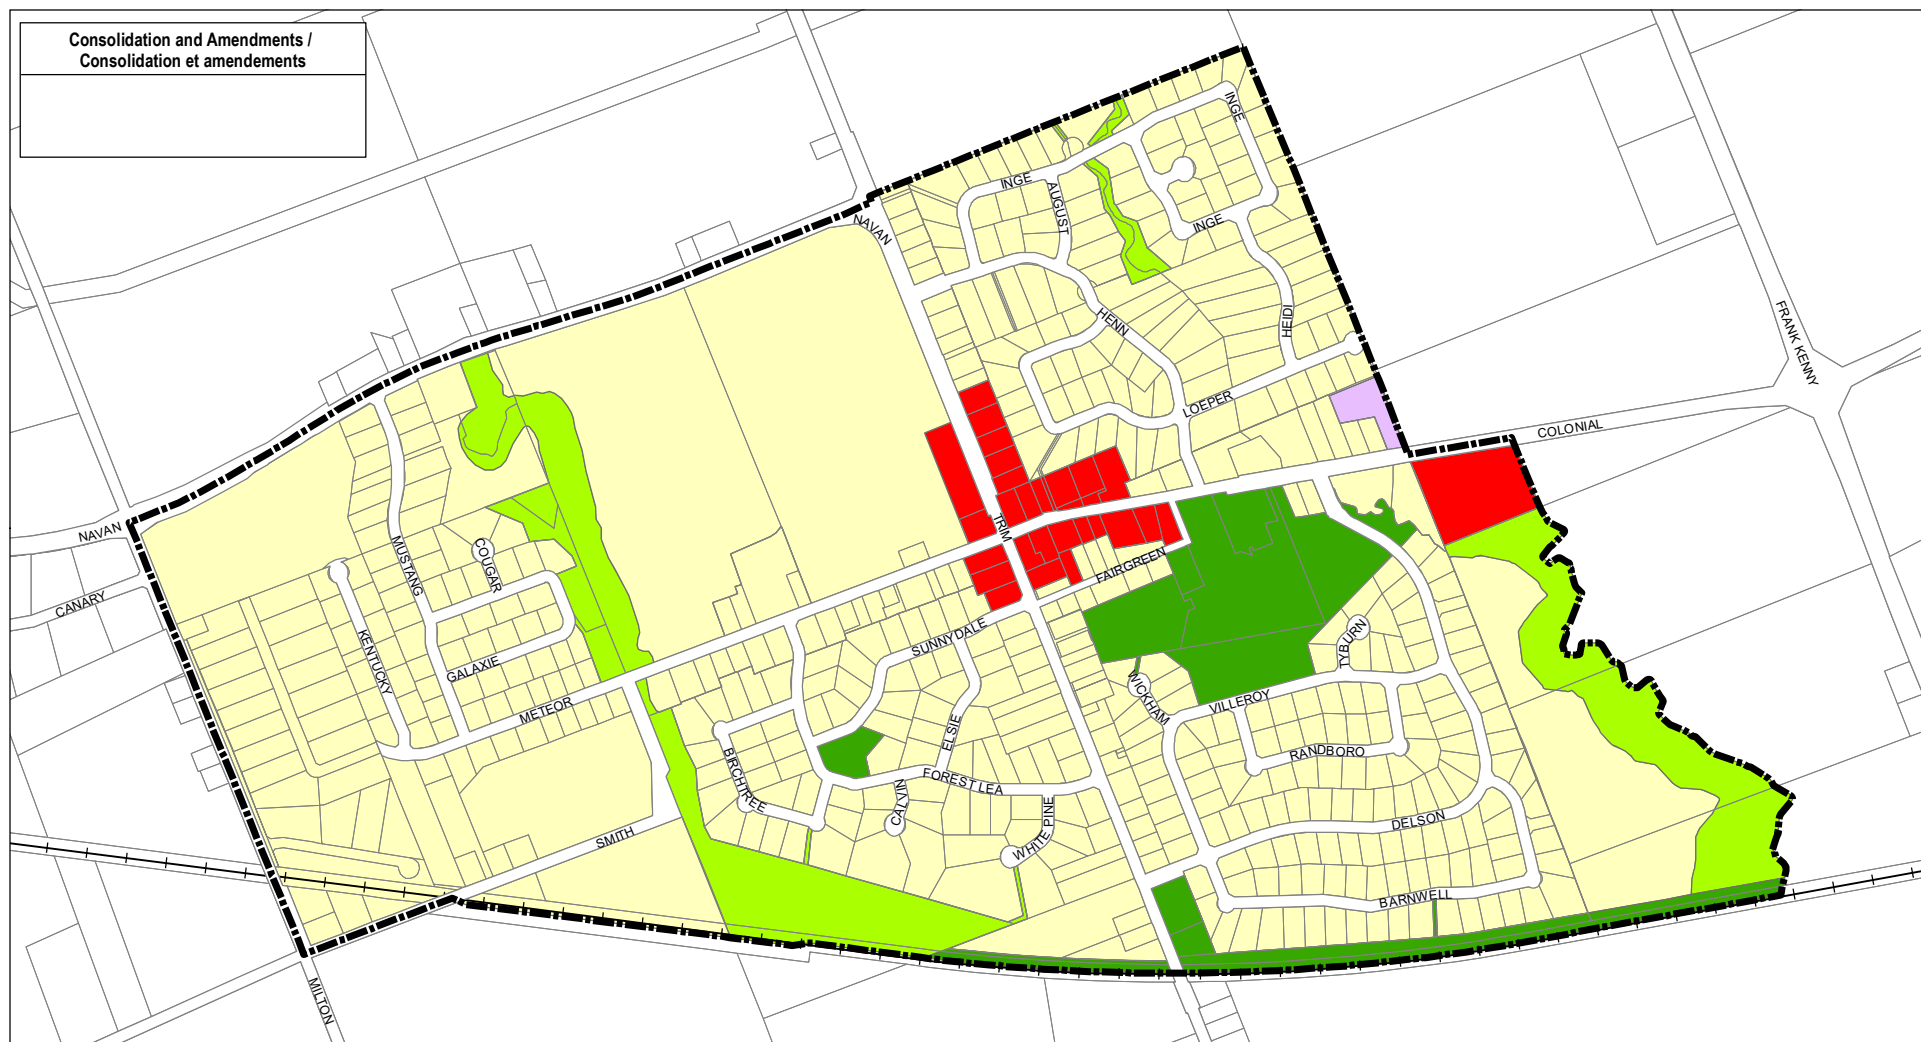 Consolidation and Amendments /
Consolidation et amendements
INGE
INGE
AUGUST
INGE
NAVAN
HENN
HEIDI
FRANK KENNY
LOEPER
COLONIAL
NAVAN
TRIM
MUSTANG
COUGAR
FAIRGREEN
CANARY
KENTUCKY
GALAXIE
SUNNYDALE
TYBURN
METEOR
WICKHAM
VILLEROY
ELSIE
RANDBORO
BIRCHTREE
FOREST LEA
CALVIN
WHITE PINE
DELSON
SMITH
BARNWELL
MILTON